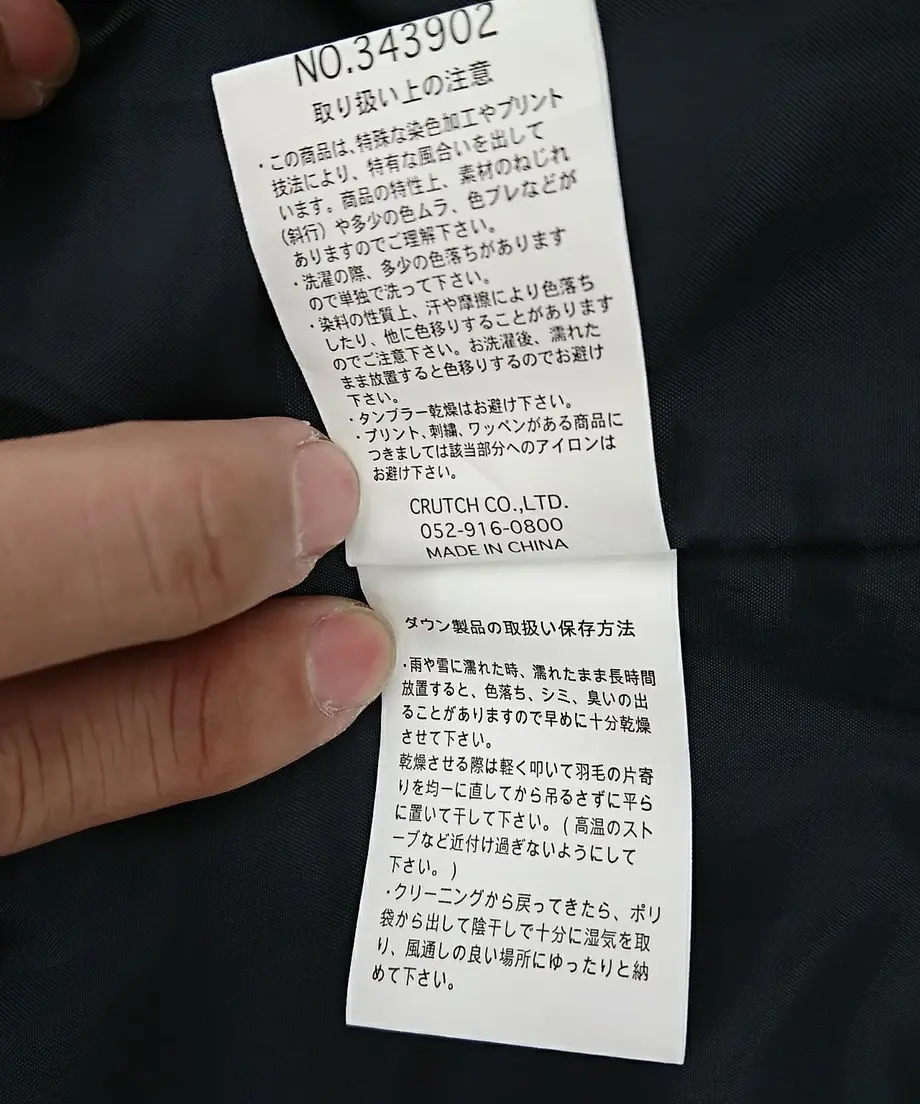 NO.343902
取り扱い上の注意
・この商品は、特殊な染色加工やプリント
技法により、特有な風合いを出して
います。商品の特性上、素材のねじれ
(斜行)や多少の色ムラ、色ブレなどが
ありますのでご理解下さい。
・洗濯の際、多少の色落ちがあります
ので単独で洗って下さい。
・染料の性質上、汗や摩擦により色落ち
したり、他に色移りすることがあります
のでご注意下さい。お洗濯後、濡れた
まま放置すると色移りするのでお避け
下さい。
・タンブラー乾燥はお避け下さい。
・プリント、刺繍、ワッペンがある商品に
つきましては該当部分へのアイロンは
お避け下さい。
CRUTCH CO.,LTD.
052-916-0800
MADE IN CHINA
ダウン製品の取扱い保存方法
・雨や雪に濡れた時、濡れたまま長時間
放置すると、色落ち、シミ、臭いの出
ることがありますので早めに十分乾燥
させて下さい。
乾燥させる際は軽く叩いて羽毛の片寄
りを均一に直してから吊るさずに平ら
に置いて干して下さい。(高温のスト
ーブなど近付け過ぎないようにして
下さい。)
・クリーニングから戻ってきたら、ポリ
袋から出して陰干しで十分に湿気を取
り、風通しの良い場所にゆったりと納
めて下さい。